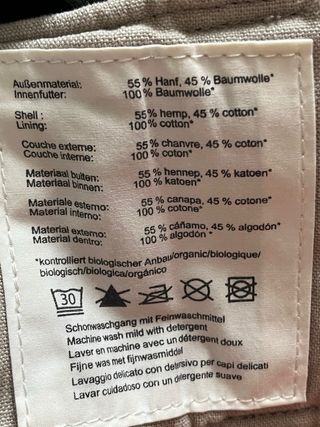 Außenmaterial: 55 % Hanf, 45 % Baumwolle*
Innenfutter: 100 % Baumwolle*
Shell : 55 % hemp, 45 % cotton*
Lining: 100 % cotton*
Couche externe: 55 % chanvre, 45 % coton*
Couche interne: 100 % coton*
Materiaal buiten: 55 % hennep, 45 % katoen*
Materiaal binnen: 100 % katoen*
Materiale esterno: 55 % canapa, 45 % cotone*
Materiale interno: 100 % cotone*
Material externo: 55 % cáñamo, 45 % algodón*
Material dentro: 100 % algodón*
*kontrolliert biologischer Anbau/organic/biologique/
biologisch/biologica/orgánico
30
Schonwaschgang mit Feinwaschmittel
Machine wash mild with detergent
Laver en machine avec un détergent doux
Fijne was met fijnwasmiddel
Lavaggio delicato con detersivo per capi delicati
Lavar cuidadoso con un detergente suave